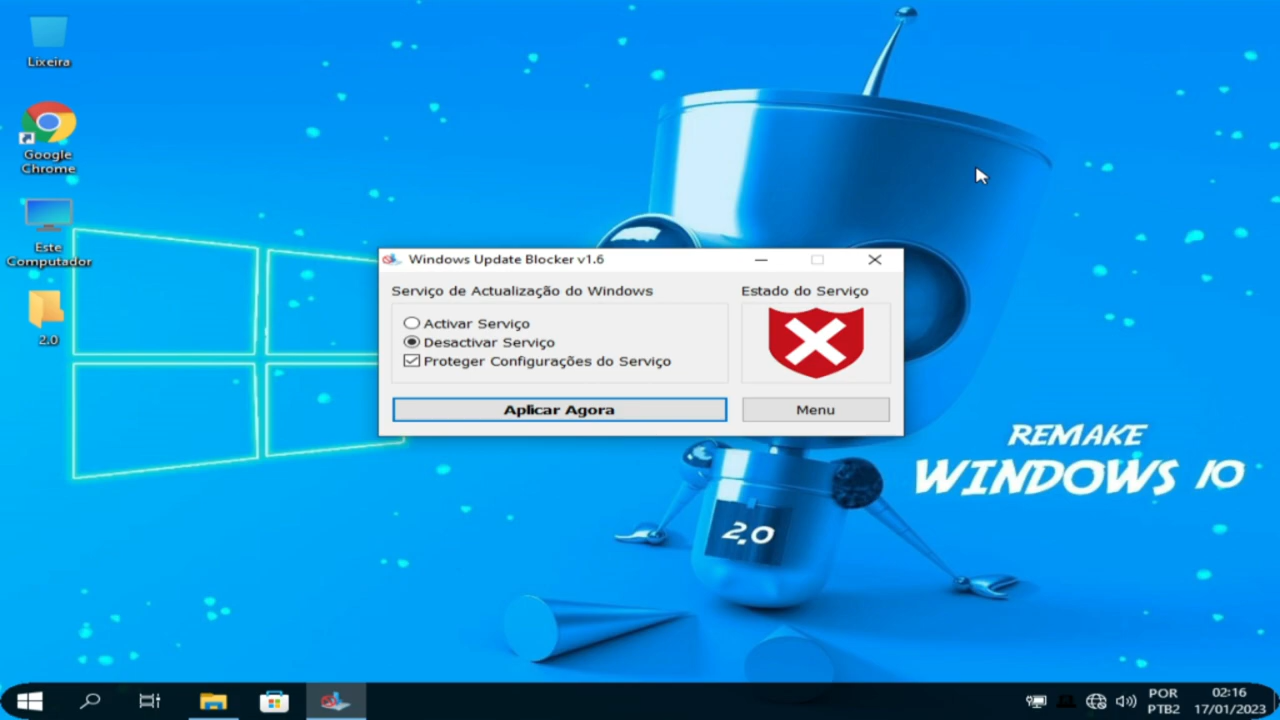 Lixeira
Google
Chrome
Este
Computador
2.0
Windows Update Blocker v1.6
Serviço de Actualização do Windows
Estado do Serviço
Activar Serviço
Desactivar Serviço
Proteger Configurações do Serviço
Aplicar Agora
Menu
REMAKE
WINDOWS 10
2.0
POR
PTB2
02:16
17/01/2023